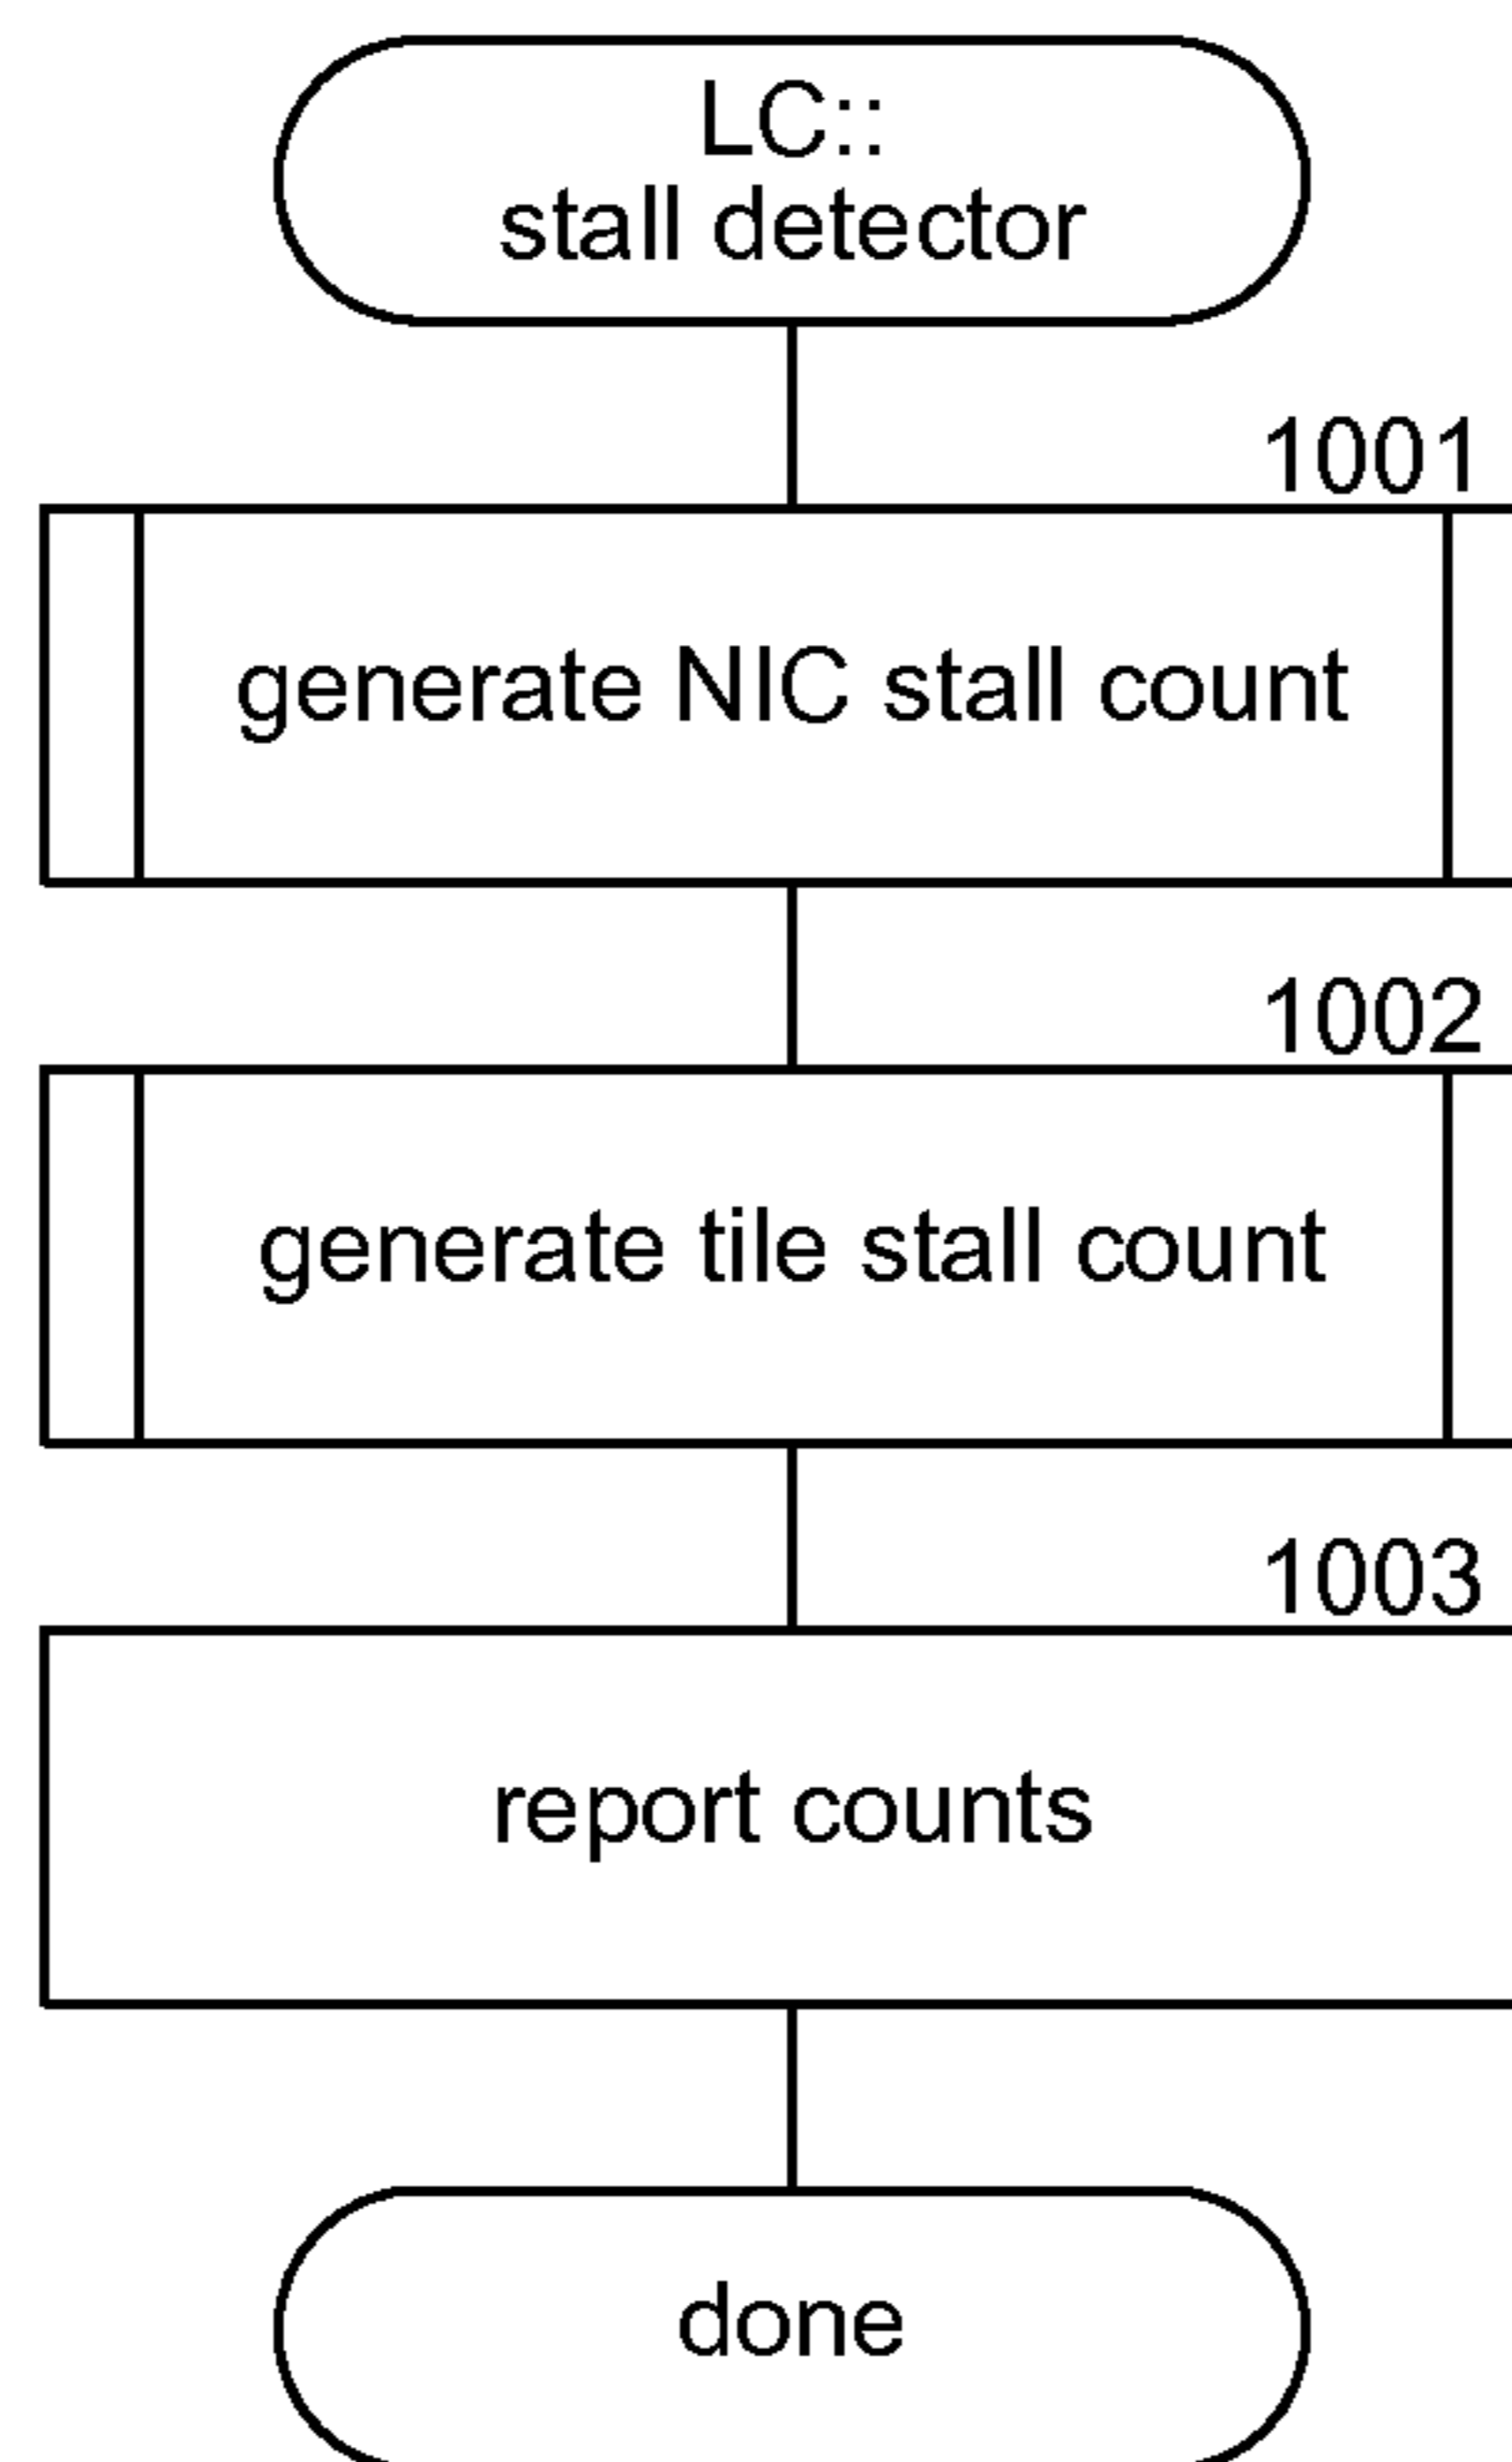 LC::
stall detector
1001
generate NIC stall count
1002
generate tile stall count
1003
report counts
done